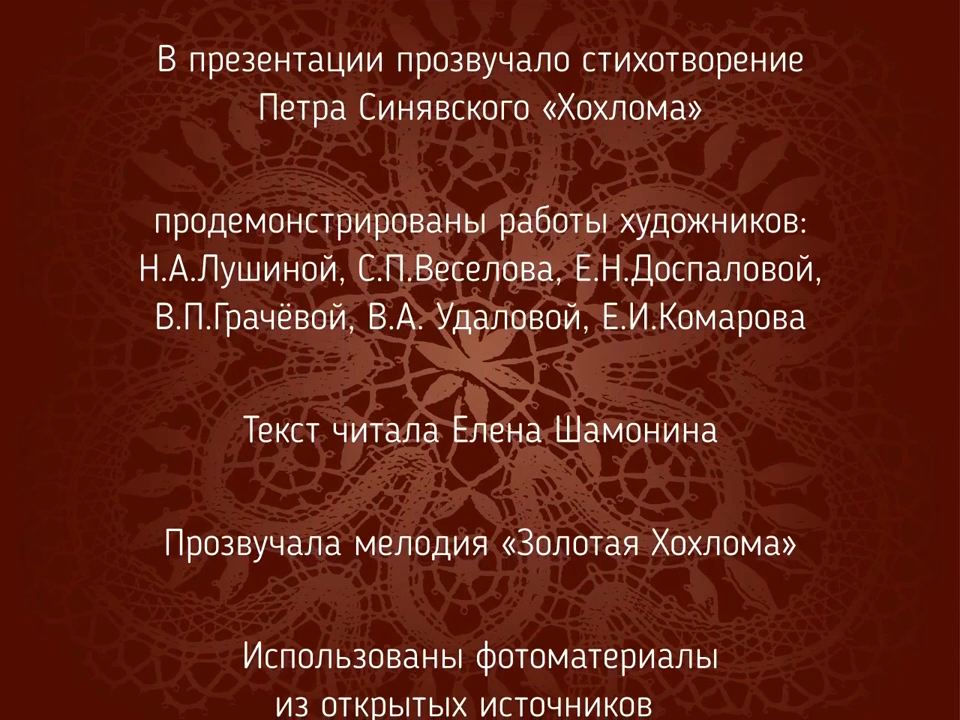 В презентации прозвучало стихотворение
Петра Синявского «Хохлома»
продемонстрированы работы художников:
Н.А.Лушиной, С.П.Веселова, Е.Н.Доспаловой,
В.П.Грачёвой, В.А. Удаловой, Е.И.Комарова
Текст читала Елена Шамонина
Прозвучала мелодия «Золотая Хохлома»
Использованы фотоматериалы
из открытых источников